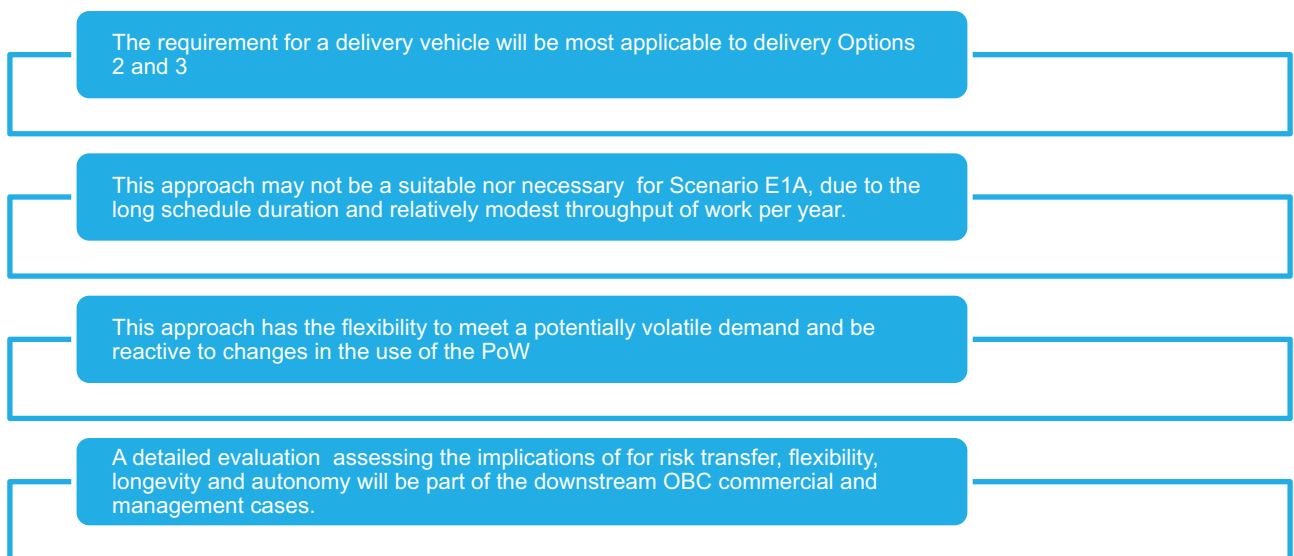 The requirement for a delivery vehicle will be most applicable to delivery Options
2 and 3
This approach may not be a suitable nor necessary  for Scenario E1A, due to the
long schedule duration and relatively modest throughput of work per year.
This approach has the flexibility to meet a potentially volatile demand and be
reactive to changes in the use of the PoW
A detailed evaluation  assessing the implications of for risk transfer, flexibility,
longevity and autonomy will be part of the downstream OBC commercial and
management cases.